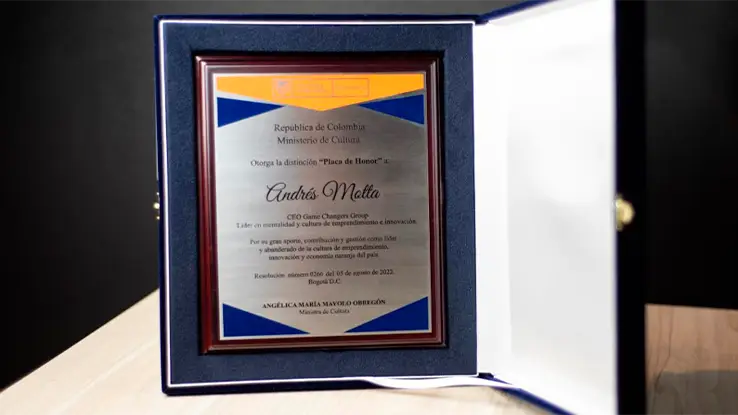 República de Colombia
Ministerio de Cultura
Otorga la distinción “Placa de Honor” a:
Andrés Motta
CEO Game Changers Group
Líder en mentalidad y cultura de emprendimiento e innovación.
Por su gran aporte, contribución y gestión como líder
y abanderado de la cultura de emprendimiento,
innovación y economía naranja del país
Resolución número 0266 del 05 de agosto de 2022.
Bogotá D.C
ANGÉLICA MARÍA MAYOLO OBREGÓN
Ministra de Cultura